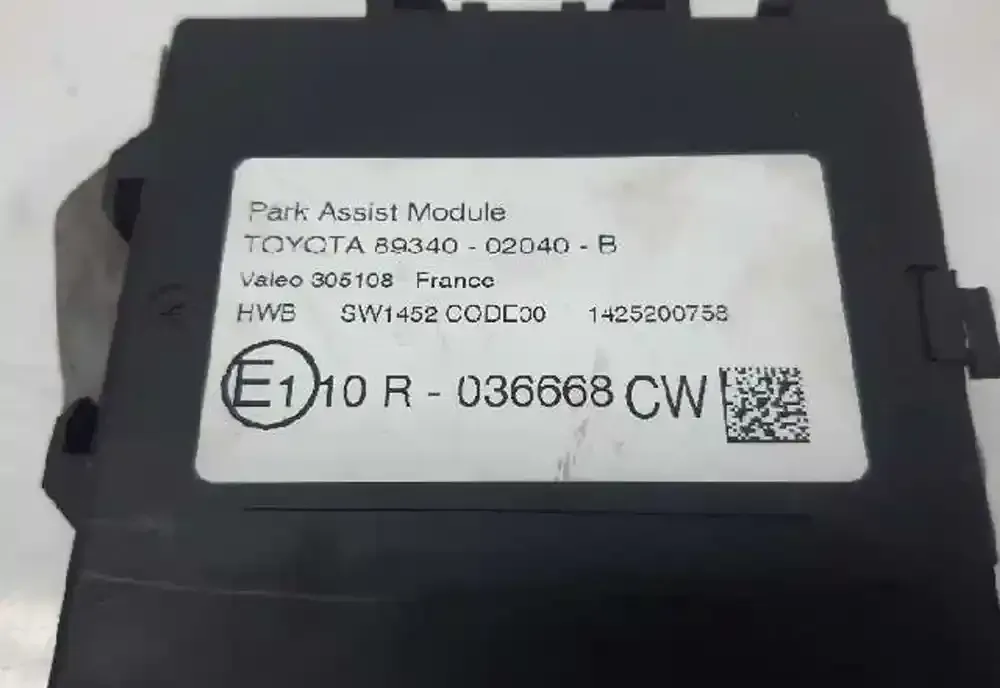 Park Assist Module
TOYOTA 89340 - 02040 - B
Valeo 305108 France
HWB SW1452 CODE00 1425200758
E1 10 R - 036668 CW